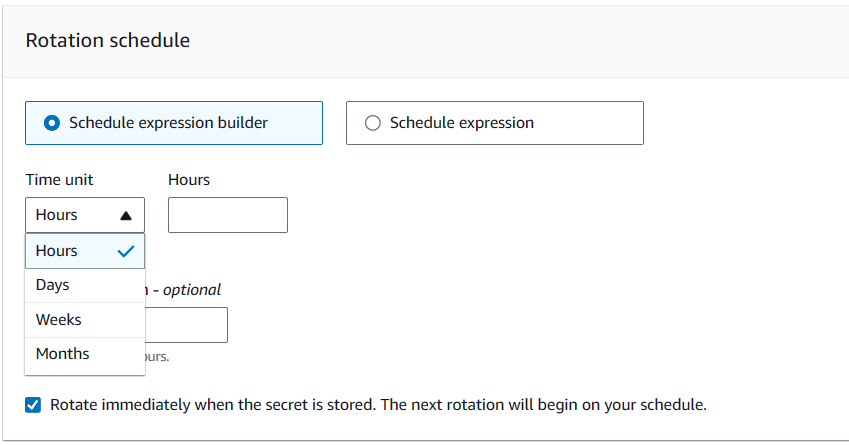 Rotation schedule
Schedule expression builder
Schedule expression
Time unit
Hours
Hours
Hours
Days
- optional
Weeks
Months
Rotate immediately when the secret is stored. The next rotation will begin on your schedule.